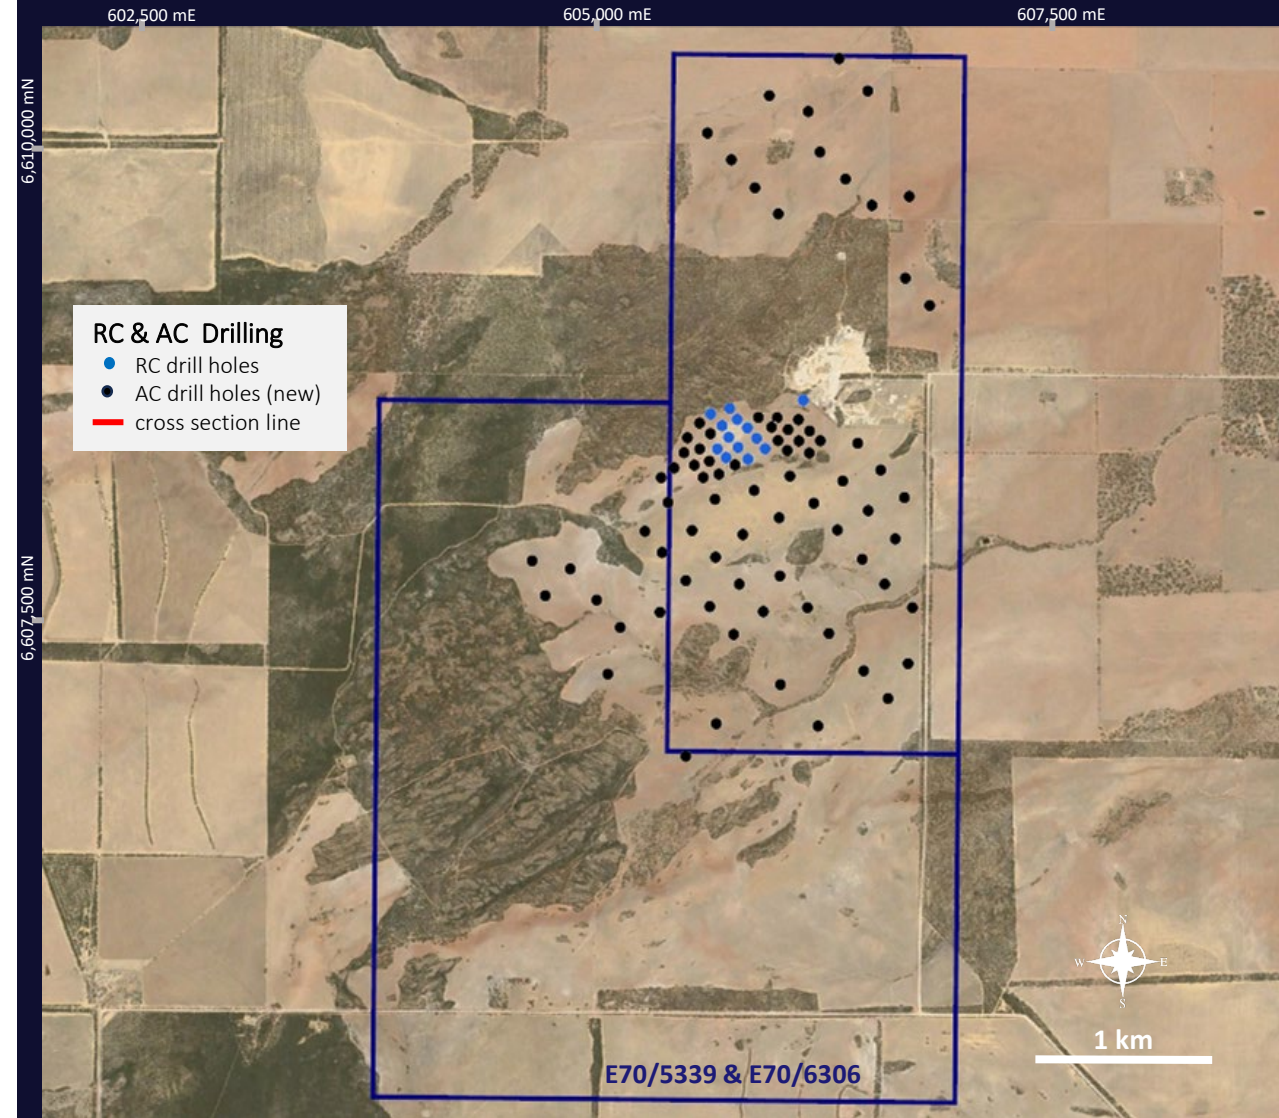 602,500 mE
605,000 mE
607,500 mE
6,610,000 mN
6,607,500 mN
RC & AC Drilling
RC drill holes
AC drill holes (new)
cross section line
N
W
E
S
1 km
E70/5339 & E70/6306